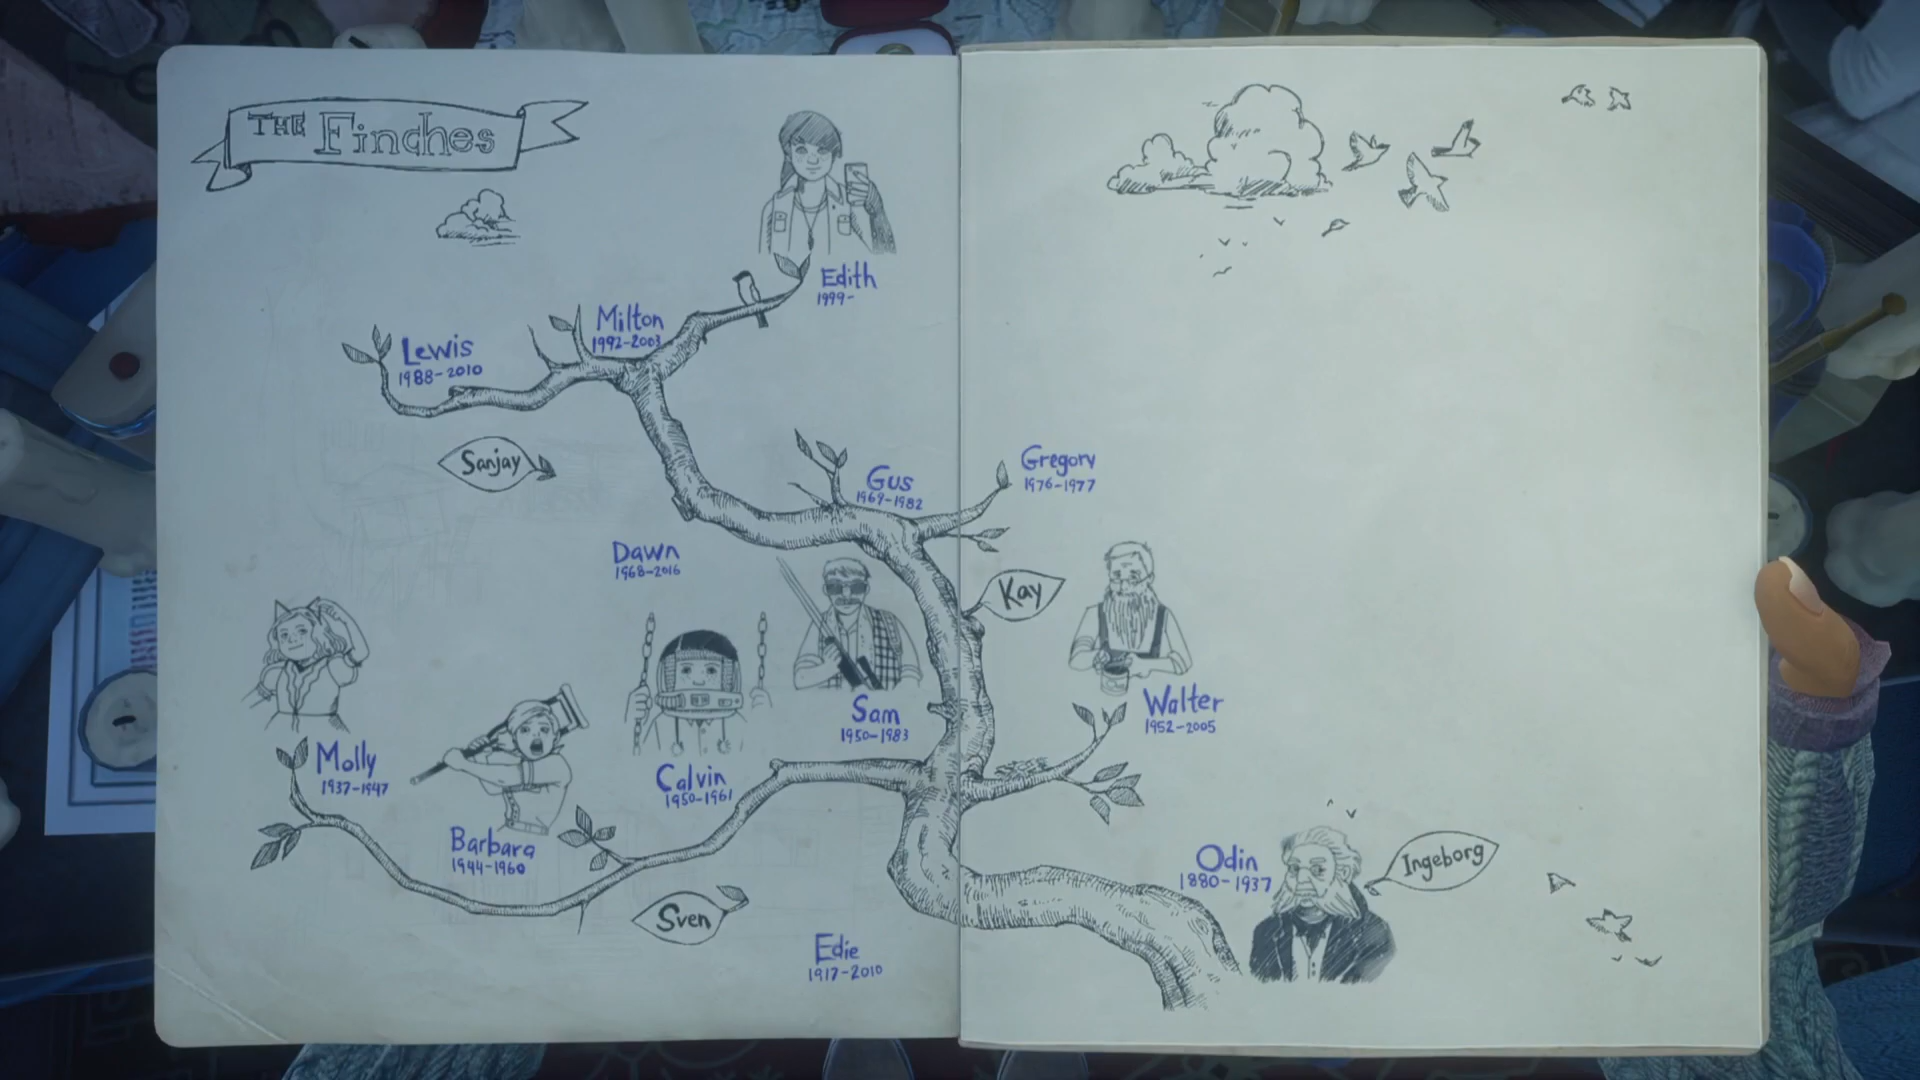 THE Finches
Edith
1999-
Milton
1992-2003
Lewis
1988-2010
Sanjay
Gus
1969-1982
Gregory
1976-1977
Dawn
1968-2016
Kay
Sam
1950-1983
Walter
1952-2005
Molly
1937-1947
Calvin
1950-1961
Barbara
1944-1960
Sven
Odin
1880-1937
Ingeborg
Edie
1917-2010